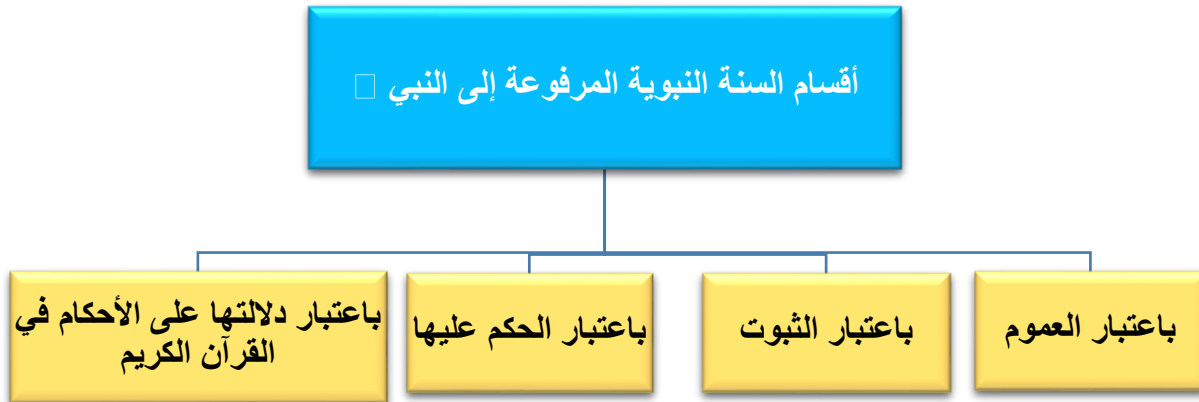 أقسام السنة النبوية المرفوعة إلى النبي
باعتبار العموم
باعتبار الثبوت
باعتبار الحكم عليها
باعتبار دلالتها على الأحكام في
القرآن الكريم